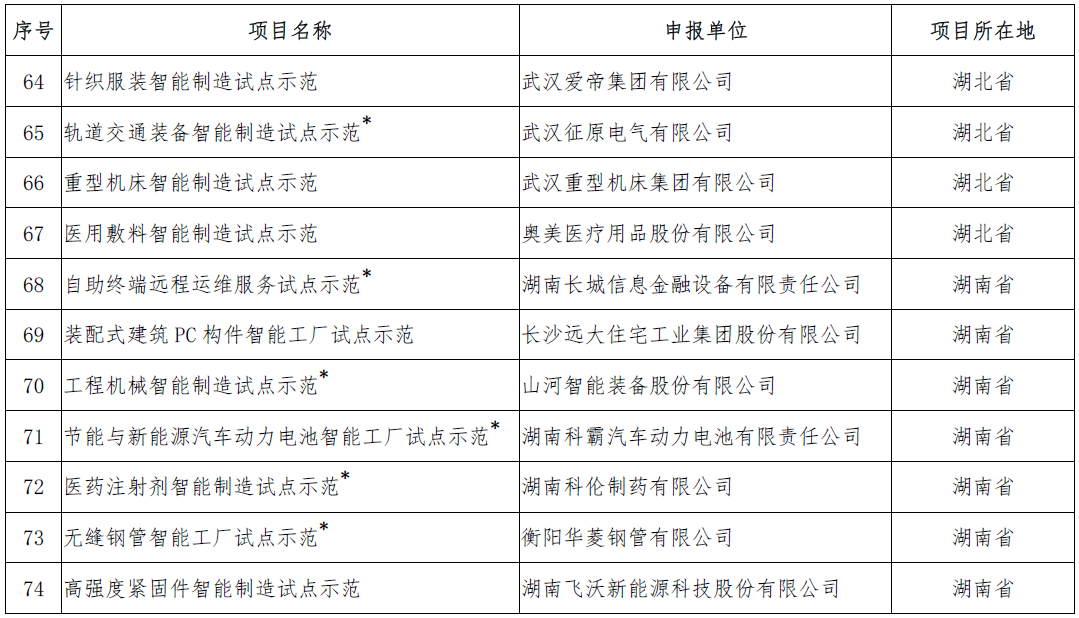 序号 项目名称 申报单位 项目所在地
64 针织服装智能制造试点示范 武汉爱帝集团有限公司 湖北省
65 轨道交通装备智能制造试点示范* 武汉征原电气有限公司 湖北省
66 重型机床智能制造试点示范 武汉重型机床集团有限公司 湖北省
67 医用敷料智能制造试点示范 奥美医疗用品股份有限公司 湖北省
68 自助终端远程运维服务试点示范* 湖南长城信息金融设备有限责任公司 湖南省
69 装配式建筑 PC 构件智能工厂试点示范 长沙远大住宅工业集团股份有限公司 湖南省
70 工程机械智能制造试点示范* 山河智能装备股份有限公司 湖南省
71 节能与新能源汽车动力电池智能工厂试点示范* 湖南科霸汽车动力电池有限责任公司 湖南省
72 医药注射剂智能制造试点示范* 湖南科伦制药有限公司 湖南省
73 无缝钢管智能工厂试点示范* 衡阳华菱钢管有限公司 湖南省
74 高强度紧固件智能制造试点示范 湖南飞沃新能源科技股份有限公司 湖南省